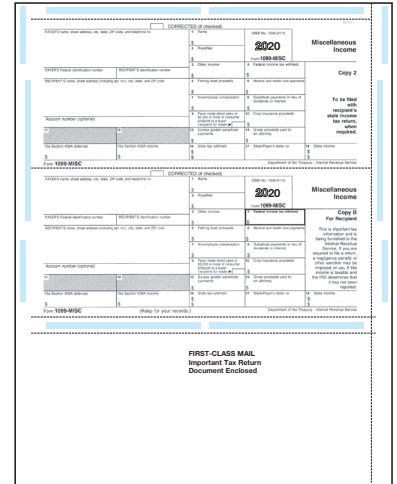 CORRECTED (if checked)
PAYER'S name, street address, city, state, ZIP code, and telephone no.
1 Rents
$
2 Royalties
$
OMB No. 1545-0115
2020
Form 1099-MISC
Miscellaneous
Income
3 Other income
$
4 Federal income tax withheld
$
Copy 2
PAYER'S Federal identification number
RECIPIENT'S identification number
5 Fishing boat proceeds
$
6 Medical and health care payments
$
RECIPIENT'S name, street address (including apt. no.), city, state, and ZIP code
7 Nonemployee compensation
$
8 Substitute payments in lieu of
dividends or interest
$
To be filed
with
recipient's
state income
tax return,
when
required.
Account number (optional)
9 Payer made direct sales of
$5,000 or more of consumer
products to a buyer
(recipient) for resale ►
10 Crop insurance proceeds
$
11
12
13 Excess golden parachute
payments
$
14 Gross proceeds paid to
an attorney
$
15a Section 409A deferrals
$
15b Section 409A income
$
16 State tax withheld
$
$
17 State/Payer's state no.
18 State income
$
$
Form 1099-MISC
Department of the Treasury - Internal Revenue Service
CORRECTED (if checked)
PAYER'S name, street address, city, state, ZIP code, and telephone no.
1 Rents
$
2 Royalties
$
OMB No. 1545-0115
2020
Form 1099-MISC
Miscellaneous
Income
3 Other income
$
4 Federal income tax withheld
$
Copy B
For Recipient
PAYER'S Federal identification number
RECIPIENT'S identification number
5 Fishing boat proceeds
$
6 Medical and health care payments
$
RECIPIENT'S name, street address (including apt. no.), city, state, and ZIP code
7 Nonemployee compensation
$
8 Substitute payments in lieu of
dividends or interest
$
This is important tax
information and is
being furnished to the
Internal Revenue
Service. If you are
required to file a return,
a negligence penalty or
other sanction may be
imposed on you if this
income is taxable and
the IRS determines that
it has not been
reported.
Account number (optional)
9 Payer made direct sales of
$5,000 or more of consumer
products to a buyer
(recipient) for resale ►
10 Crop insurance proceeds
$
11
12
13 Excess golden parachute
payments
$
14 Gross proceeds paid to
an attorney
$
15a Section 409A deferrals
$
15b Section 409A income
$
16 State tax withheld
$
$
17 State/Payer's state no.
18 State income
$
$
Form 1099-MISC
(Keep for your records.)
Department of the Treasury - Internal Revenue Service
FIRST-CLASS MAIL
Important Tax Return
Document Enclosed